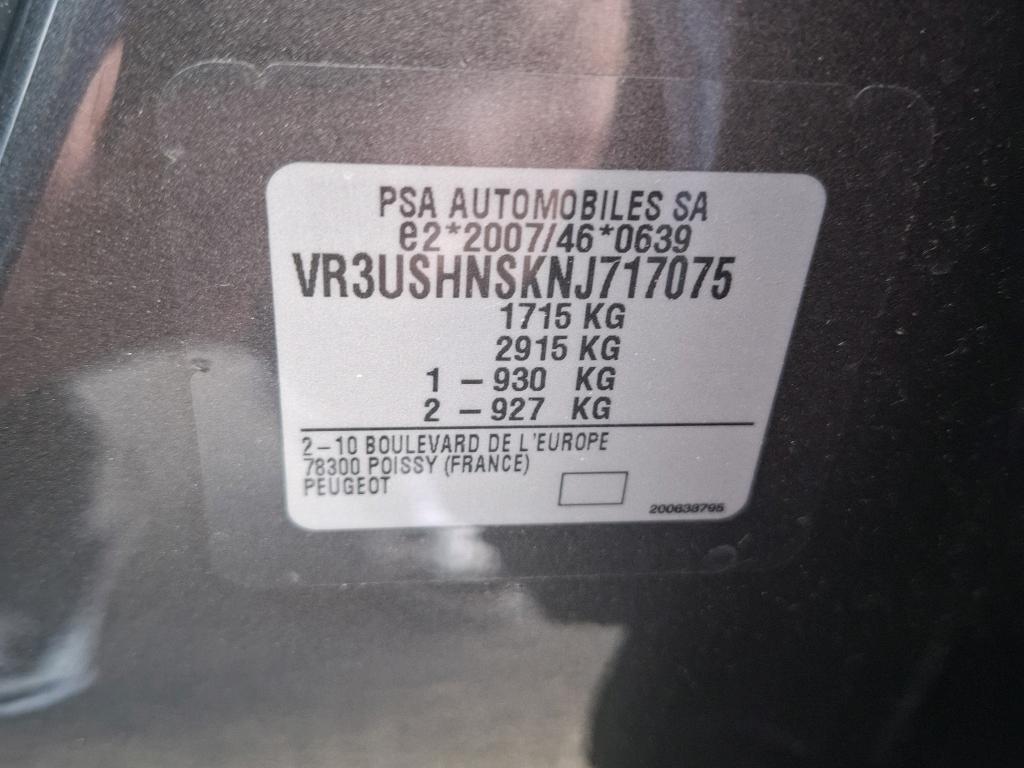 PSA AUTOMOBILES SA
e2*2007/46*0639
VR3USHNSKNJ717075
1715 KG
2915 KG
1 – 930 KG
2 – 927 KG
2–10 BOULEVARD DE L'EUROPE
78300 POISSY (FRANCE)
PEUGEOT
200638795